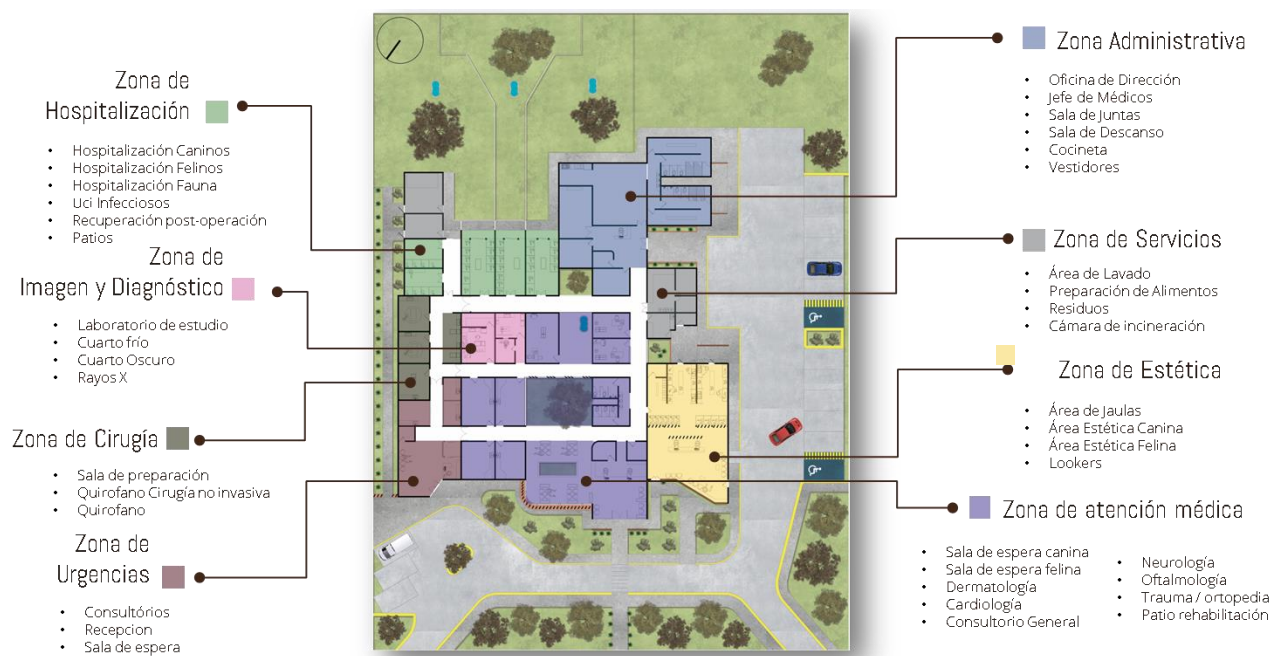 Zona de
Hospitalización
• Hospitalización Caninos
• Hospitalización Felinos
• Hospitalización Fauna
• Uci Infecciosos
• Recuperación post-operación
• Patios
Zona de
Imagen y Diagnóstico
• Laboratorio de estudio
• Cuarto frío
• Cuarto Oscuro
• Rayos X
Zona de Cirugía
• Sala de preparación
• Quirofano Cirugía no invasiva
• Quirofano
Zona de
Urgencias
• Consultórios
• Recepcion
• Sala de espera
Zona Administrativa
• Oficina de Dirección
• Jefe de Médicos
• Sala de Juntas
• Sala de Descanso
• Cocineta
• Vestidores
Zona de Servicios
• Área de Lavado
• Preparación de Alimentos
• Residuos
• Cámara de incineración
Zona de Estética
• Área de Jaulas
• Área Estética Canina
• Área Estética Felina
• Lookers
Zona de atención médica
• Sala de espera canina
• Sala de espera felina
• Dermatología
• Cardiología
• Consultorio General
• Neurología
• Oftalmología
• Trauma / ortopedia
• Patio rehabilitación